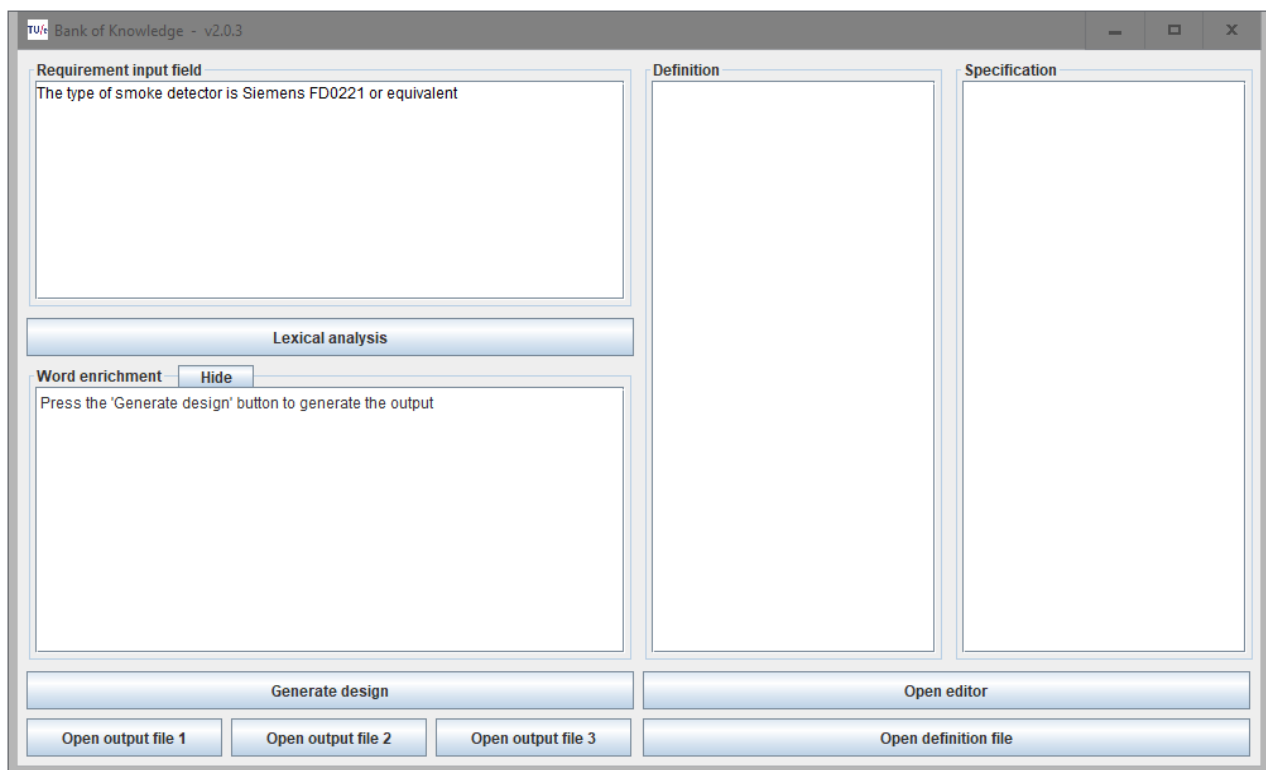 TU/e Bank of Knowledge - v2.0.3
Requirement input field
The type of smoke detector is Siemens FD0221 or equivalent
Lexical analysis
Word enrichment Hide
Press the 'Generate design' button to generate the output
Definition
Specification
Generate design
Open editor
Open output file 1
Open output file 2
Open output file 3
Open definition file